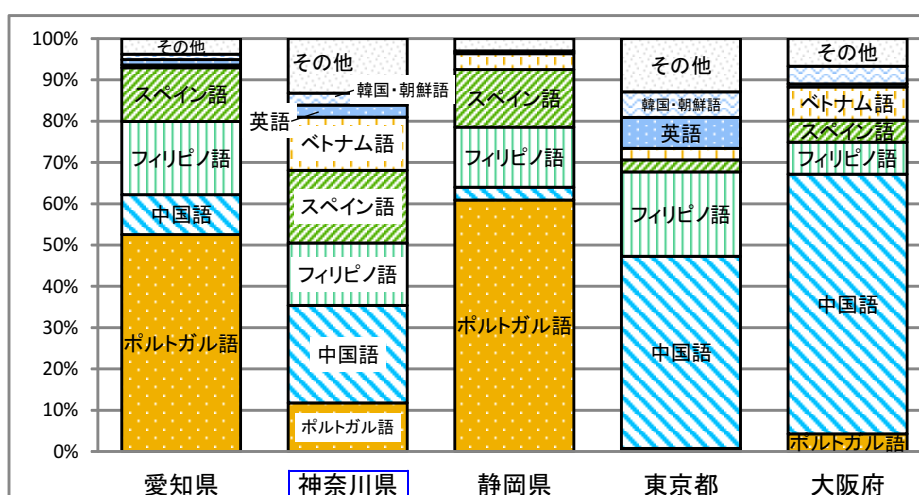 100%
90%
80%
70%
60%
50%
40%
30%
20%
10%
0%
その他
スペイン語
フィリピノ語
中国語
ポルトガル語
愛知県
その他
韓国・朝鮮語
英語
ベトナム語
スペイン語
フィリピノ語
中国語
ポルトガル語
神奈川県
スペイン語
フィリピノ語
ポルトガル語
静岡県
その他
韓国・朝鮮語
英語
フィリピノ語
中国語
東京都
その他
ベトナム語
スペイン語
フィリピノ語
中国語
ポルトガル語
大阪府